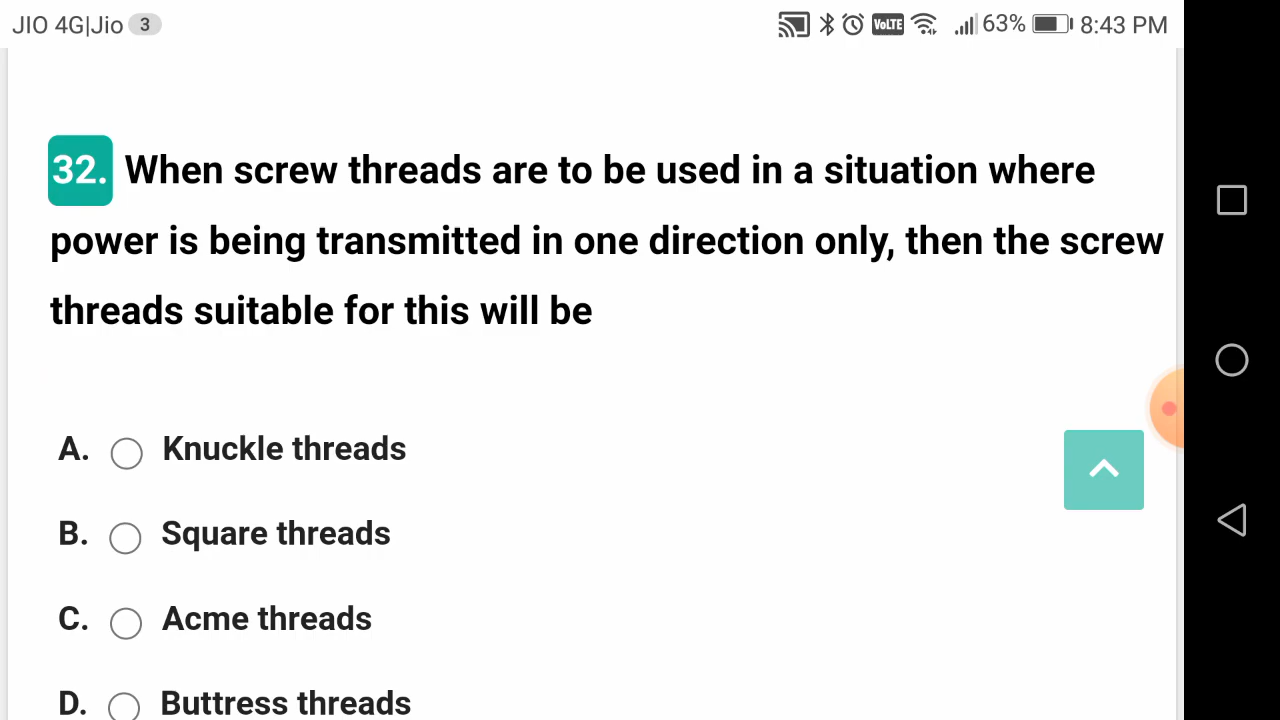 JIO 4G|Jio 3 VoLTE 63% 8:43 PM
32. When screw threads are to be used in a situation where
power is being transmitted in one direction only, then the screw
threads suitable for this will be
A. Knuckle threads
B. Square threads
C. Acme threads
D. Buttress threads